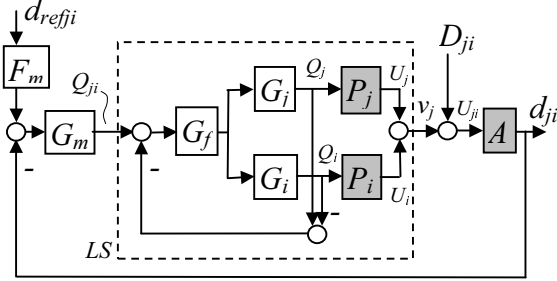 d_refji
F_m
Q_ji
G_m
-
LS
-
G_f
G_j
Q_j
P_j
U_j
G_i
Q_i
P_i
U_i
-
v_j
D_ji
U_ji
A
d_ji